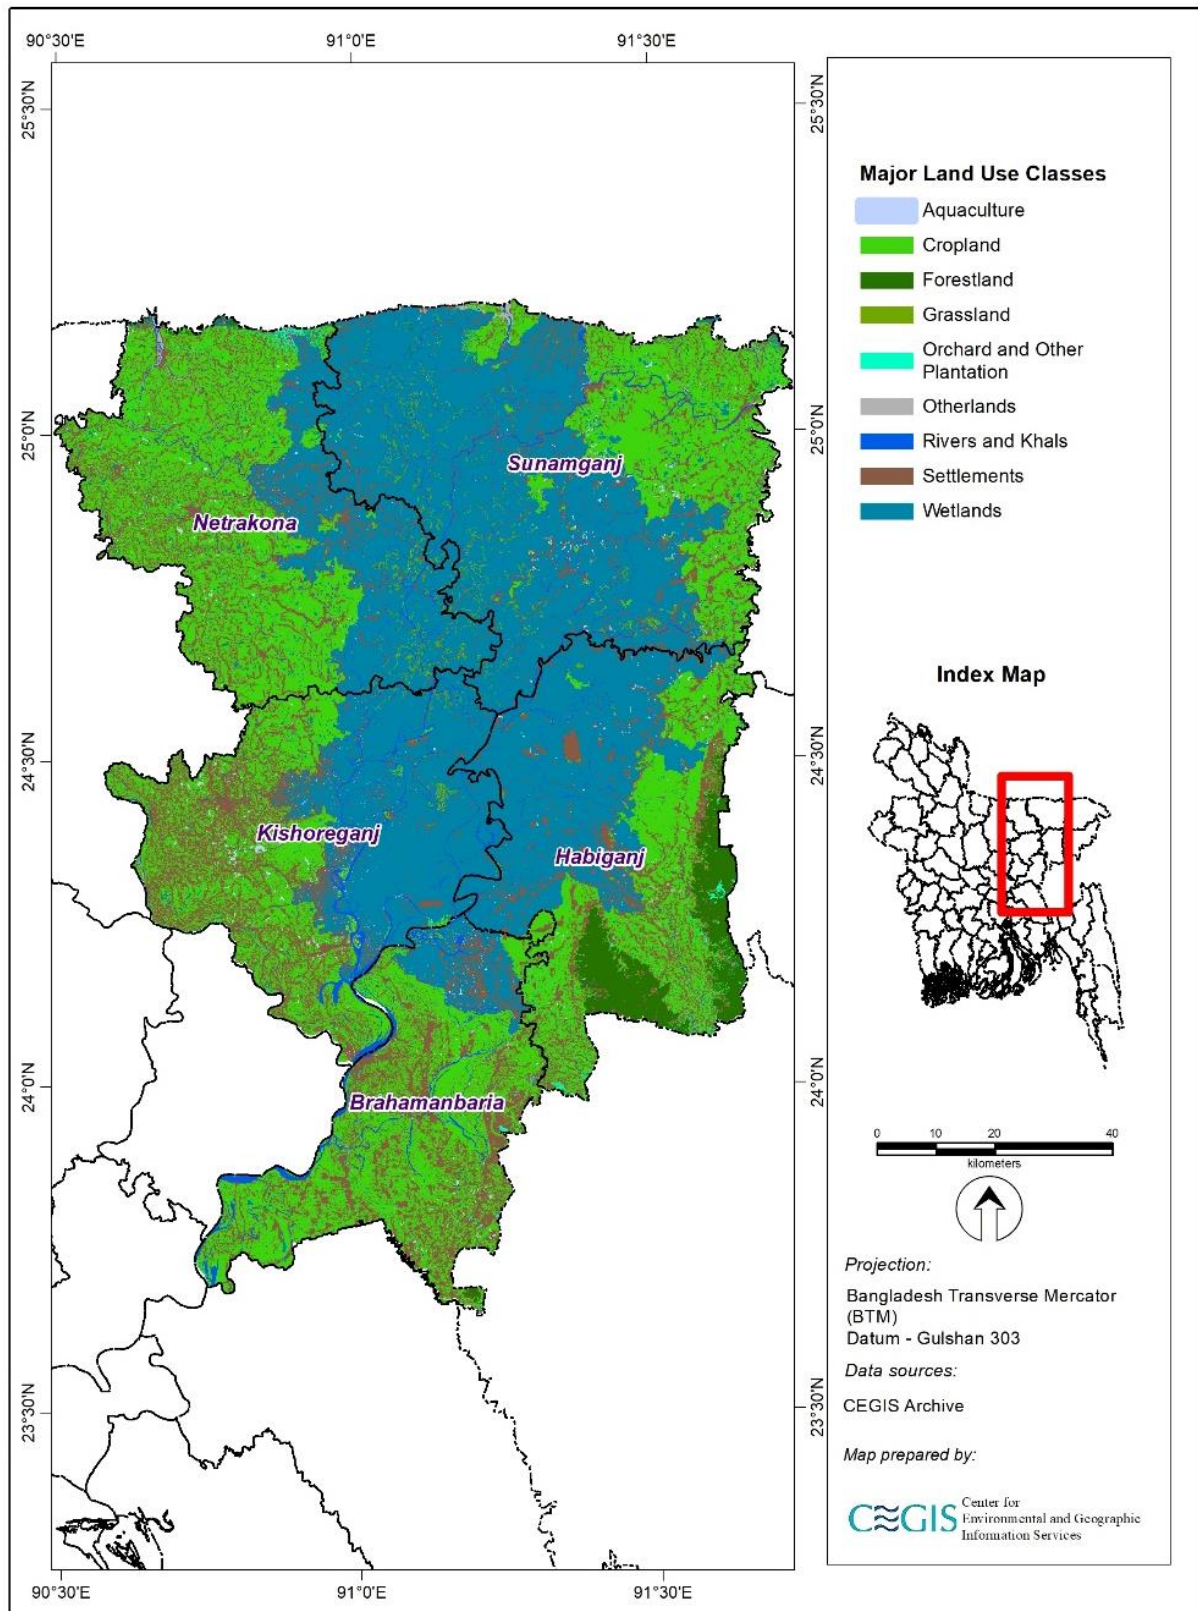 90°30'E
91°0'E
91°30'E
25°30'N
25°30'N
25°0'N
25°0'N
24°30'N
24°30'N
24°0'N
24°0'N
23°30'N
23°30'N
90°30'E
91°0'E
91°30'E
Sunamganj
Netrakona
Kishoreganj
Habiganj
Brahamanbaria
Major Land Use Classes
Aquaculture
Cropland
Forestland
Grassland
Orchard and Other
Plantation
Otherlands
Rivers and Khals
Settlements
Wetlands
Index Map
0 10 20 40
kilometers
Projection:
Bangladesh Transverse Mercator
(BTM)
Datum - Gulshan 303
Data sources:
CEGIS Archive
Map prepared by:
CEGIS
Center for
Environmental and Geographic
Information Services